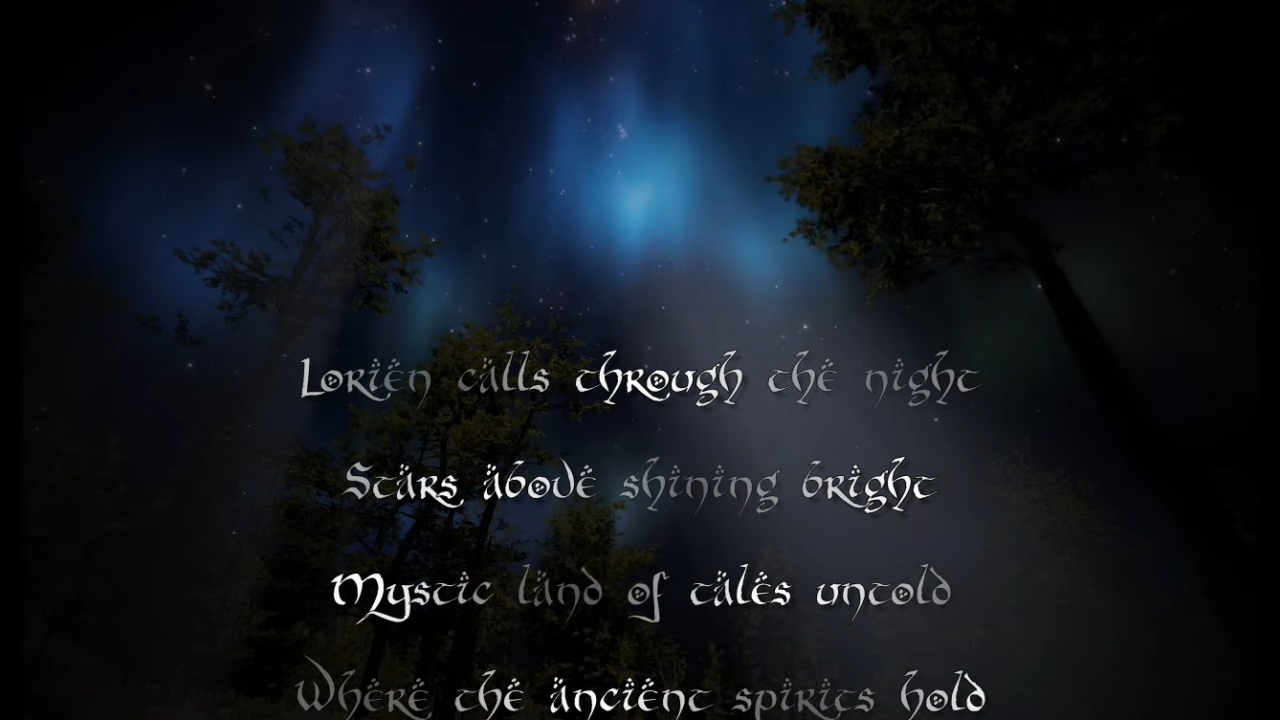 Lorien calls through the night
Stars above shining bright
Mystic land of tales untold
Where the ancient spirits hold